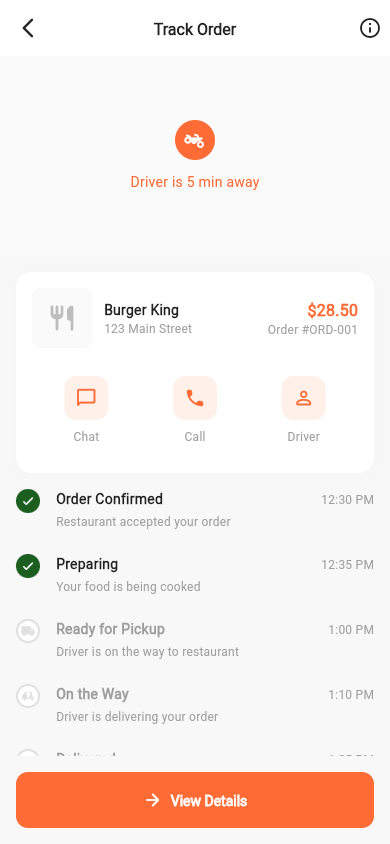 Track Order
Driver is 5 min away
Burger King
$28.50
123 Main Street
Order #ORD-001
Chat
Call
Driver
Order Confirmed
12:30 PM
Restaurant accepted your order
Preparing
12:35 PM
Your food is being cooked
Ready for Pickup
1:00 PM
Driver is on the way to restaurant
On the Way
1:10 PM
Driver is delivering your order
View Details